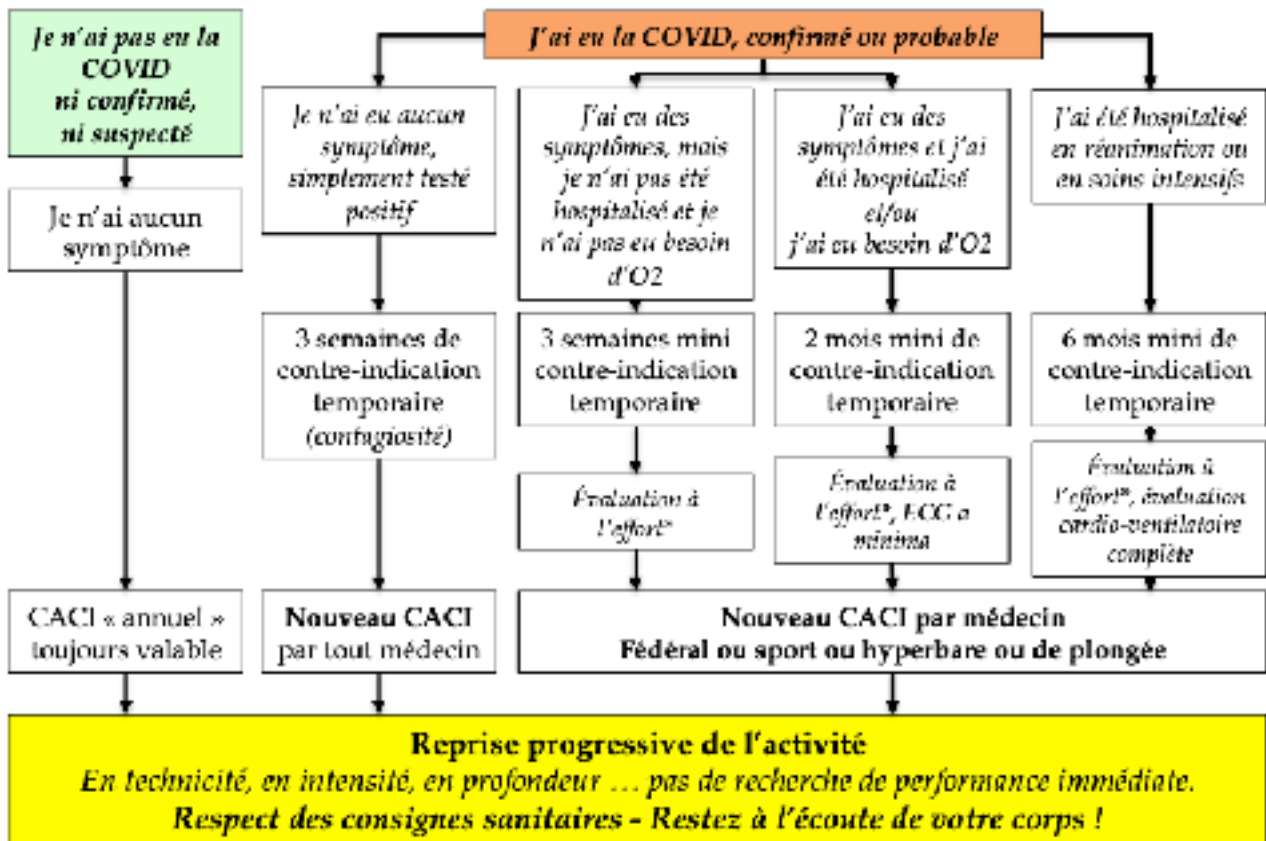 Je n'ai pas eu la
COVID
ni confirmé,
ni suspecté
J'ai eu la COVID, confirmé ou probable
Je n'ai aucun
symptôme
Je n'ai eu aucun
symptôme,
simplement testé
positif
J'ai eu des
symptômes, mais
je n'ai pas été
hospitalisé et je
n'ai pas eu besoin
d'O2
J'ai eu des
symptômes et j'ai
été hospitalisé
et/ou
j'ai eu besoin d'O2
J'ai été hospitalisé
en réanimation ou
en soins intensifs
3 semaines de
contre-indication
temporaire
(contagiosité)
3 semaines mini
contre-indication
temporaire
2 mois mini de
contre-indication
temporaire
6 mois mini de
contre-indication
temporaire
Évaluation à
l'effort*
Évaluation à
l'effort*, ECG a
minima
Évaluation à
l'effort*, évaluation
cardio-ventilatoire
complète
CACI « annuel »
toujours valable
Nouveau CACI
par tout médecin
Nouveau CACI par médecin
Fédéral ou sport ou hyperbare ou de plongée
Reprise progressive de l'activité
En technicité, en intensité, en profondeur … pas de recherche de performance immédiate.
Respect des consignes sanitaires - Restez à l'écoute de votre corps !